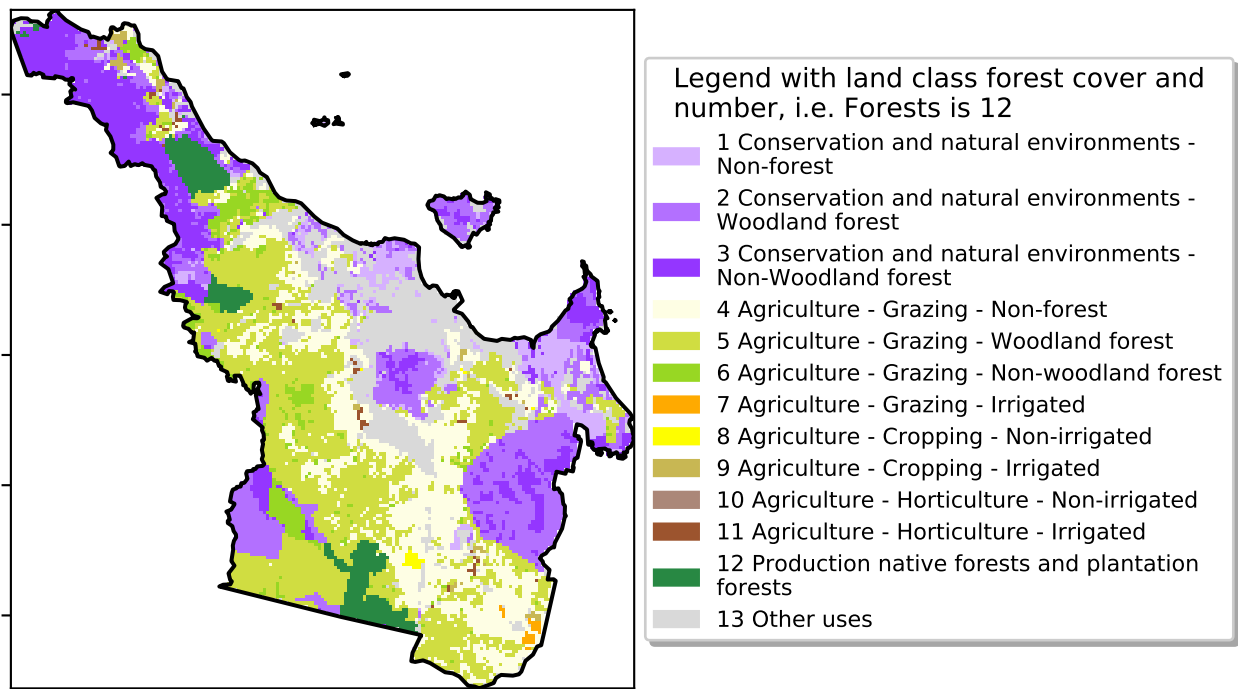 Legend with land class forest cover and
number, i.e. Forests is 12
1 Conservation and natural environments -
Non-forest
2 Conservation and natural environments -
Woodland forest
3 Conservation and natural environments -
Non-Woodland forest
4 Agriculture - Grazing - Non-forest
5 Agriculture - Grazing - Woodland forest
6 Agriculture - Grazing - Non-woodland forest
7 Agriculture - Grazing - Irrigated
8 Agriculture - Cropping - Non-irrigated
9 Agriculture - Cropping - Irrigated
10 Agriculture - Horticulture - Non-irrigated
11 Agriculture - Horticulture - Irrigated
12 Production native forests and plantation
forests
13 Other uses